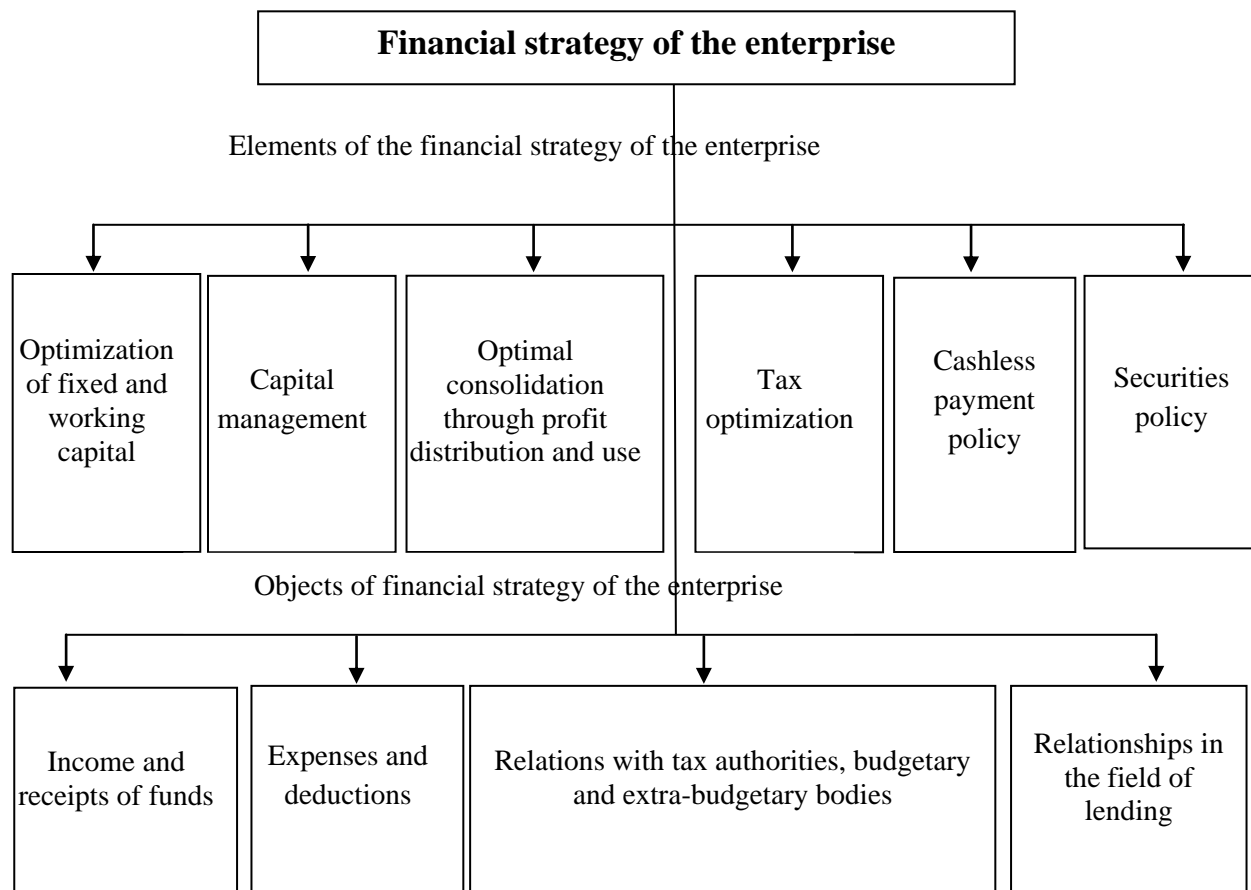 Financial strategy of the enterprise
Elements of the financial strategy of the enterprise
Optimization
of fixed and
working
capital
Capital
management
Optimal
consolidation
through profit
distribution and use
Tax
optimization
Cashless
payment
policy
Securities
policy
Objects of financial strategy of the enterprise
Income and
receipts of funds
Expenses and
deductions
Relations with tax authorities, budgetary
and extra-budgetary bodies
Relationships in
the field of
lending